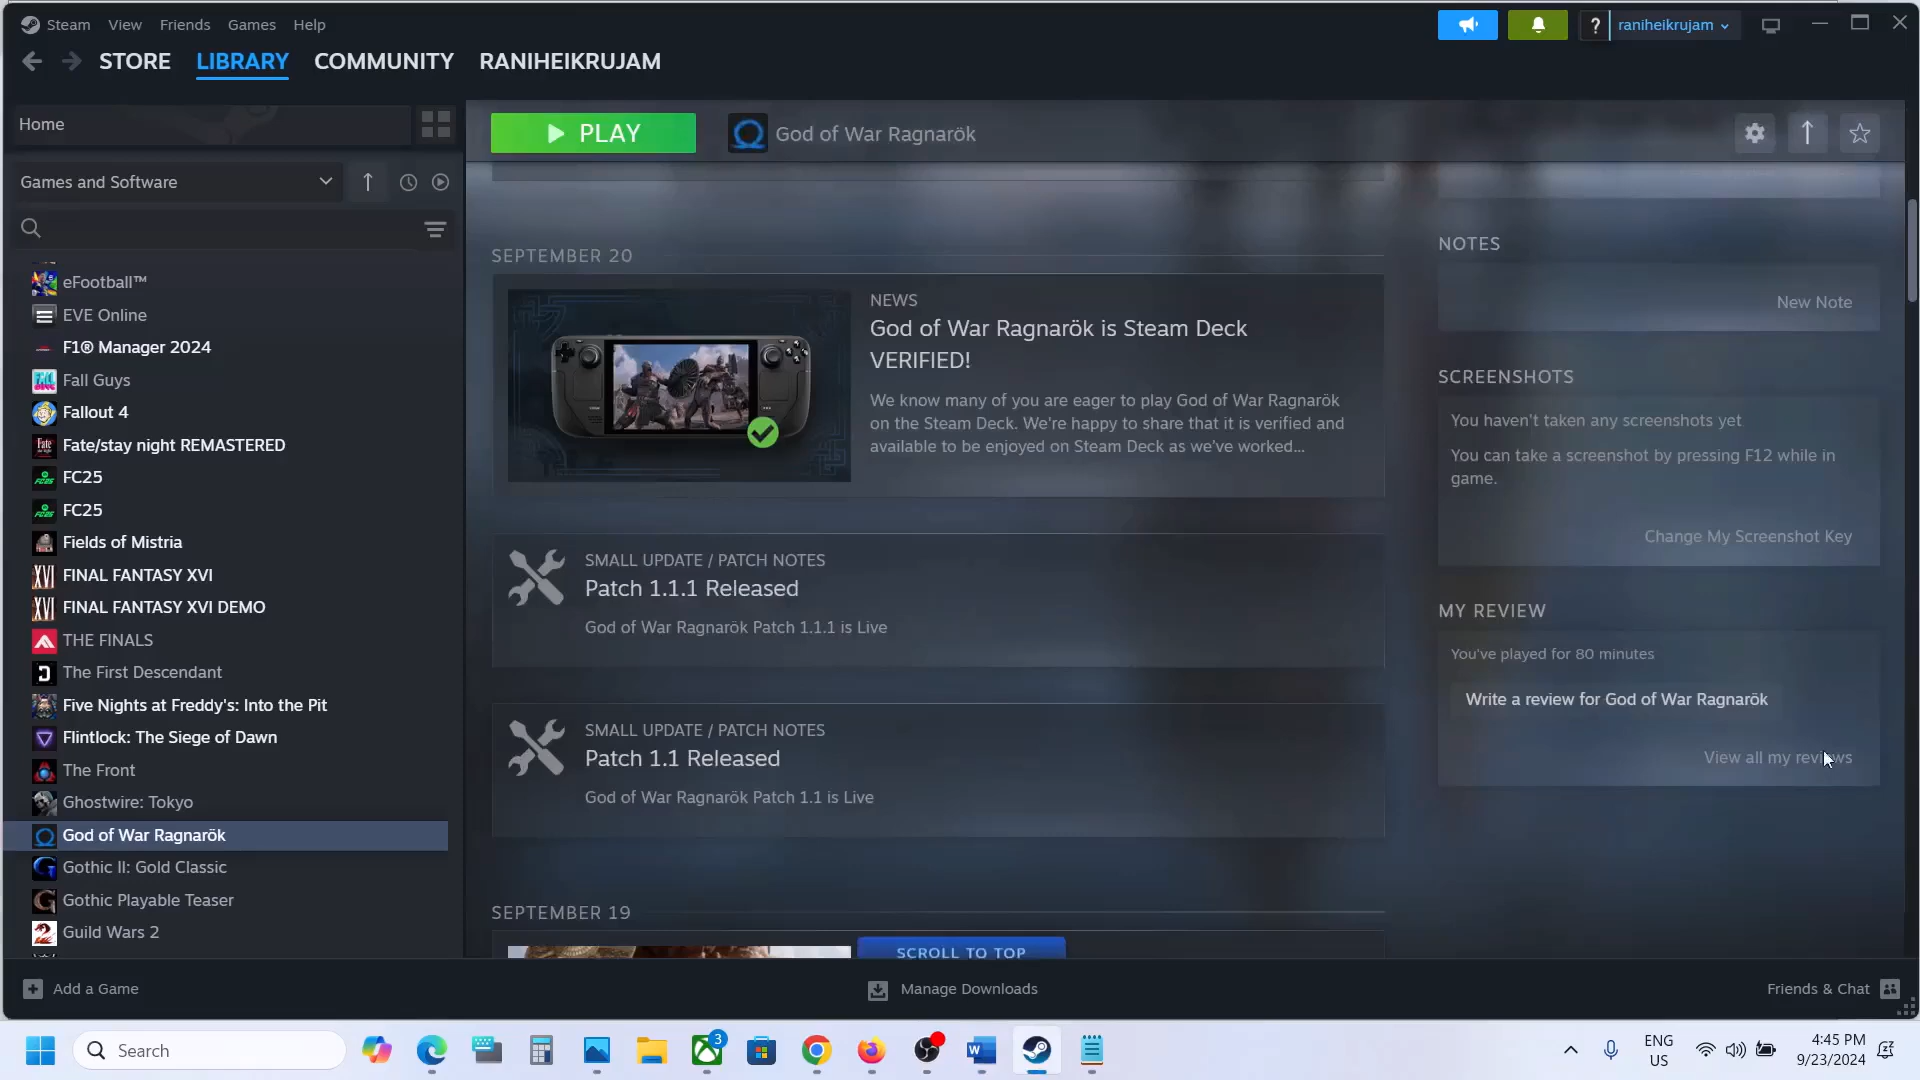 Steam View Friends Games Help
? raniheikrujam
STORE LIBRARY COMMUNITY RANIHEIKRUJAM
Home
PLAY God of War Ragnarök
Games and Software
eFootball™
EVE Online
F1® Manager 2024
Fall Guys
Fallout 4
Fate/stay night REMASTERED
FC25
FC25
Fields of Mistria
FINAL FANTASY XVI
FINAL FANTASY XVI DEMO
THE FINALS
The First Descendant
Five Nights at Freddy's: Into the Pit
Flintlock: The Siege of Dawn
The Front
Ghostwire: Tokyo
God of War Ragnarök
Gothic II: Gold Classic
Gothic Playable Teaser
Guild Wars 2
SEPTEMBER 20
NEWS
God of War Ragnarök is Steam Deck
VERIFIED!
We know many of you are eager to play God of War Ragnarök
on the Steam Deck. We're happy to share that it is verified and
available to be enjoyed on Steam Deck as we've worked...
SMALL UPDATE / PATCH NOTES
Patch 1.1.1 Released
God of War Ragnarök Patch 1.1.1 is Live
SMALL UPDATE / PATCH NOTES
Patch 1.1 Released
God of War Ragnarök Patch 1.1 is Live
SEPTEMBER 19
SCROLL TO TOP
NOTES
New Note
SCREENSHOTS
You haven't taken any screenshots yet
You can take a screenshot by pressing F12 while in
game.
Change My Screenshot Key
MY REVIEW
You've played for 80 minutes
Write a review for God of War Ragnarök
View all my reviews
Add a Game
Manage Downloads
Friends & Chat
Search
3
ENG
US
4:45 PM
9/23/2024